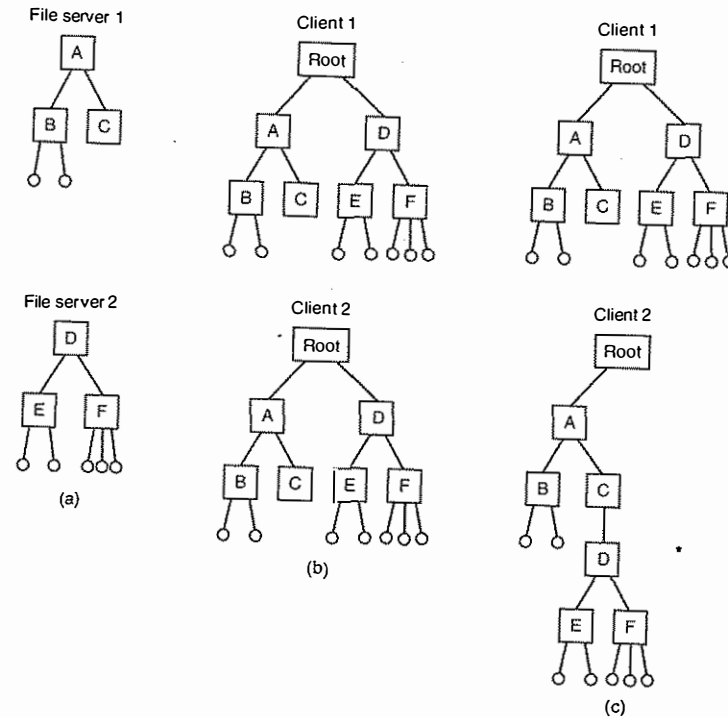 File server 1
A
B C
File server 2
D
E F
(a)
Client 1
Root
A D
B C E F
Client 2
Root
A D
B C E F
(b)
Client 1
Root
A D
B C E F
Client 2
Root
A
B C
D
E F
(c)